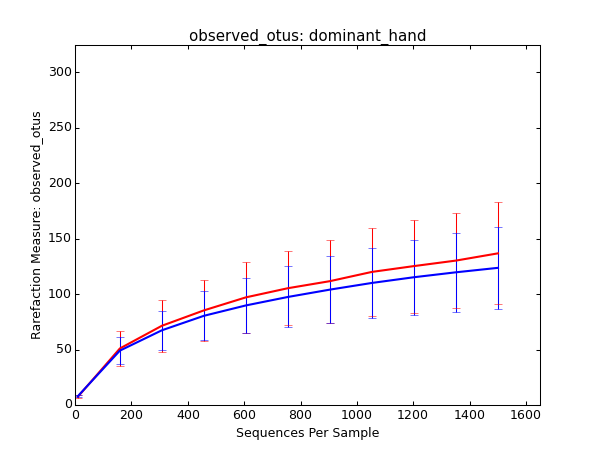 observed_otus: dominant_hand
300
250
200
150
100
50
0
Rarefaction Measure: observed_otus
0 200 400 600 800 1000 1200 1400 1600
Sequences Per Sample